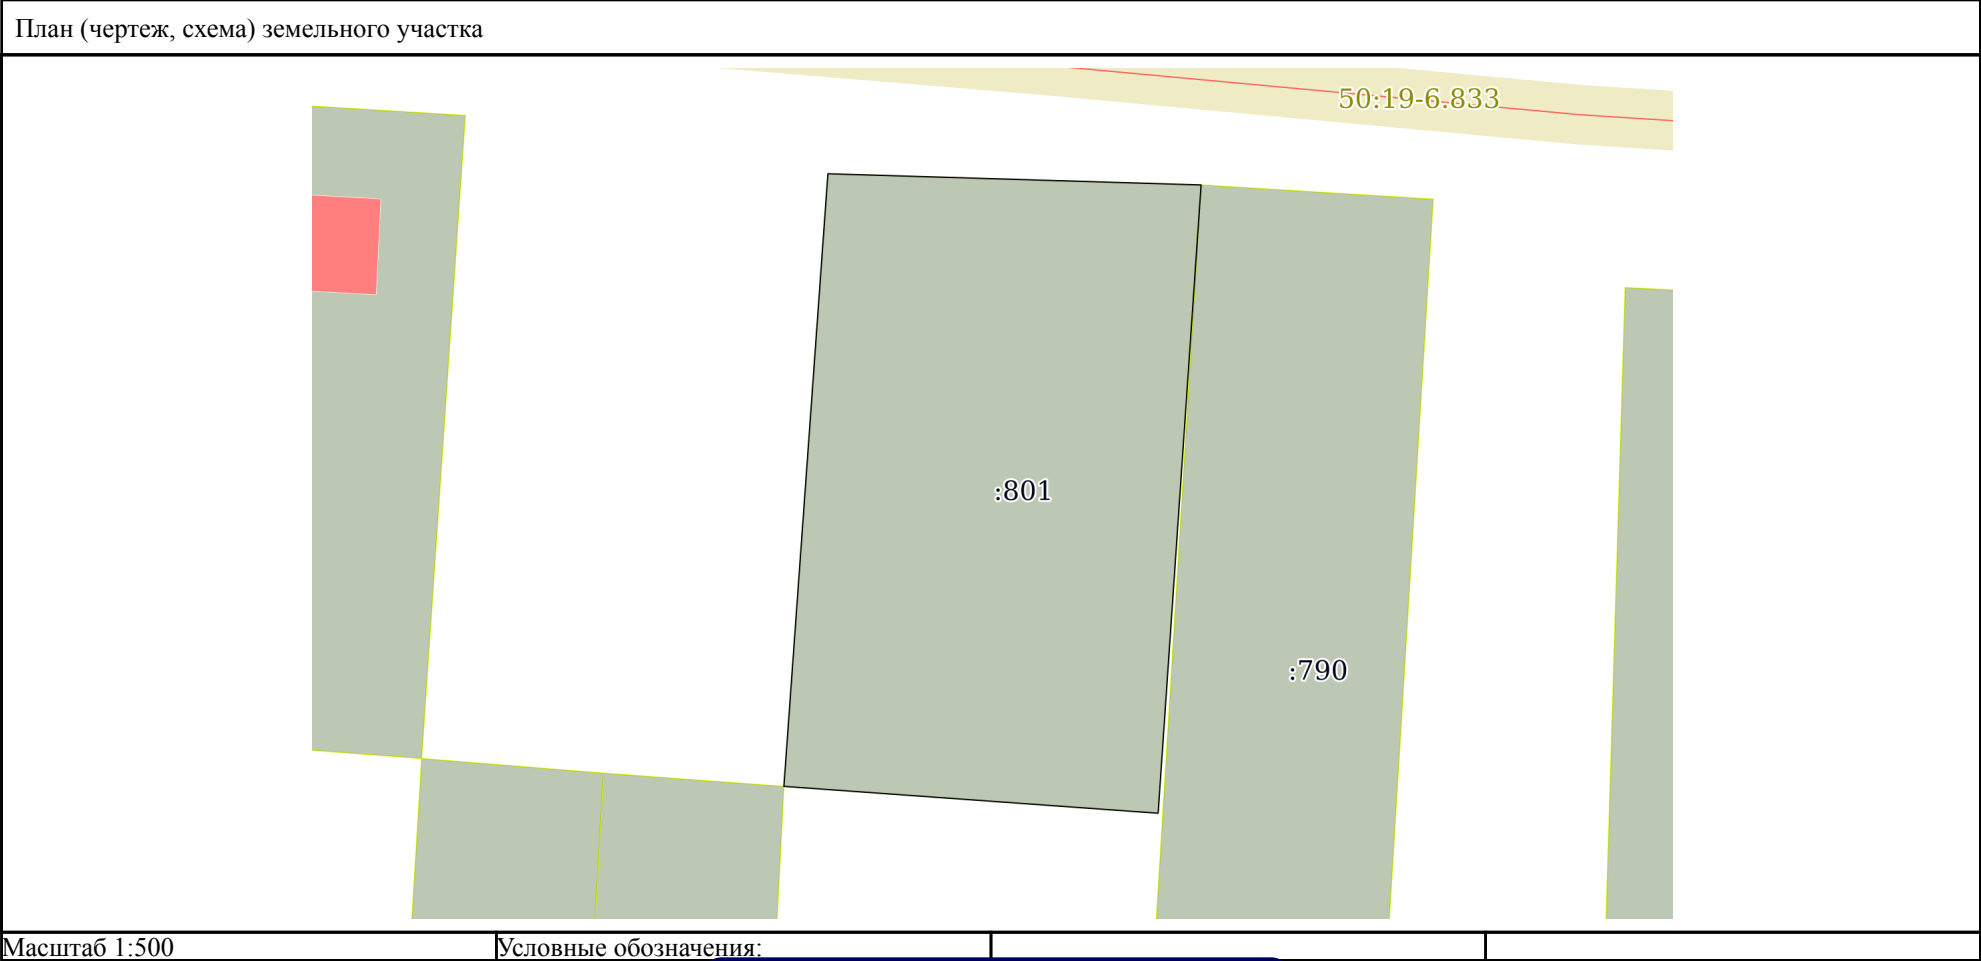 План (чертеж, схема) земельного участка
50:19-6.833
:801
:790
Масштаб 1:500
Условные обозначения: